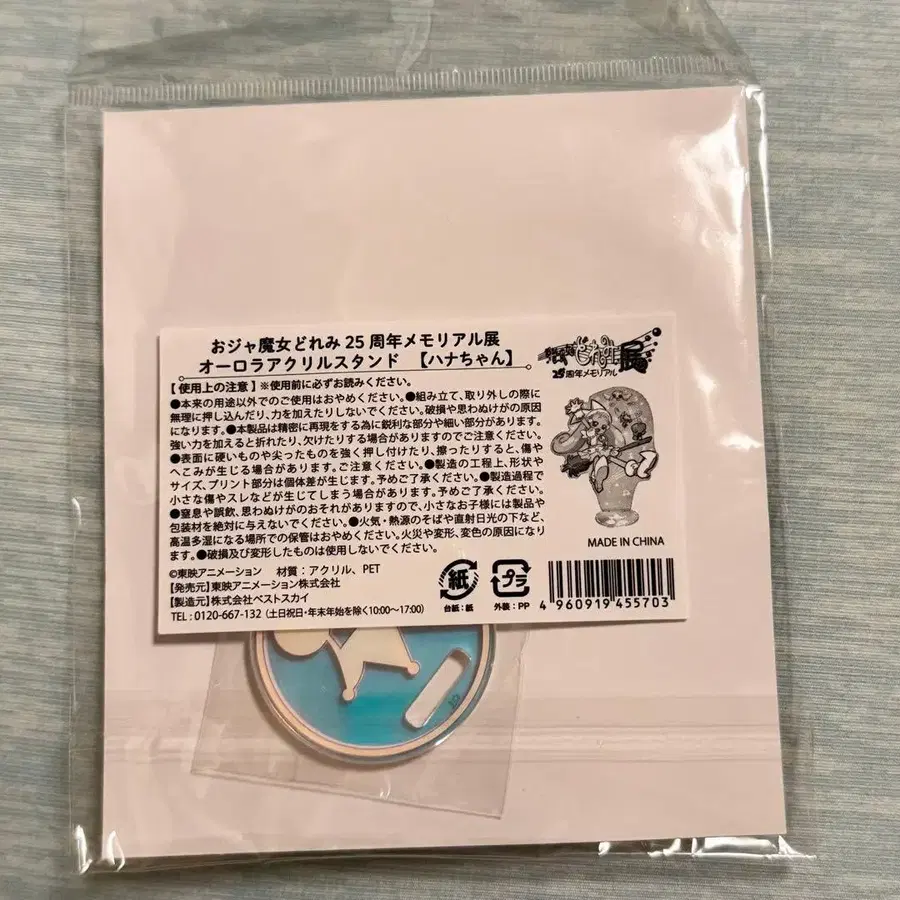 おジャ魔女どれみ 25 周年メモリアル展
オーロラアクリルスタンド 【ハナちゃん】
【使用上の注意】※使用前に必ずお読みください。
●本来の用途以外でのご使用はおやめください。●組み立て、取り外しの際に
無理に押し込んだり、力を加えたりしないでください。破損や思わぬけがの原因
になります。●本製品は精密に再現をする為に鋭利な部分や細い部分があります。
強い力を加えると折れたり、欠けたりする場合がありますのでご注意ください。
●表面に硬いものや尖ったものを強く押し付けたり、擦ったりすると、傷や
へこみが生じる場合があります。ご注意ください。●製造の工程上、形状や
サイズ、プリント部分は個体差が生じます。予めご了承ください。●製造過程で
小さな傷やスレなどが生じてしまう場合があります。予めご了承ください。
●窒息や誤飲、思わぬけがのおそれがありますので、小さなお子様には製品や
包装材を絶対に与えないでください。●火気・熱源のそばや直射日光の下など、
高温多湿になる場所での保管はおやめください。火災や変形、変色の原因になり
ます。●破損及び変形したものは使用しないでください。
©東映アニメーション 材質：アクリル、PET
【発売元】東映アニメーション株式会社
【製造元】株式会社ベストスカイ
TEL：0120-667-132（土日祝日・年末年始を除く10:00～17:00）
どれみ展
25周年メモリアル
MADE IN CHINA
紙
台紙：紙
プラ
外装：PP
4 960919 455703